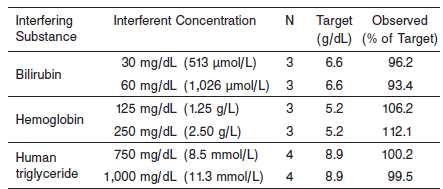 Interfering Substance Interferent Concentration N Target (g/dL) Observed (% of Target)
Bilirubin 30 mg/dL (513 µmol/L) 3 6.6 96.2
60 mg/dL (1,026 µmol/L) 3 6.6 93.4
Hemoglobin 125 mg/dL (1.25 g/L) 3 5.2 106.2
250 mg/dL (2.50 g/L) 3 5.2 112.1
Human triglyceride 750 mg/dL (8.5 mmol/L) 4 8.9 100.2
1,000 mg/dL (11.3 mmol/L) 4 8.9 99.5